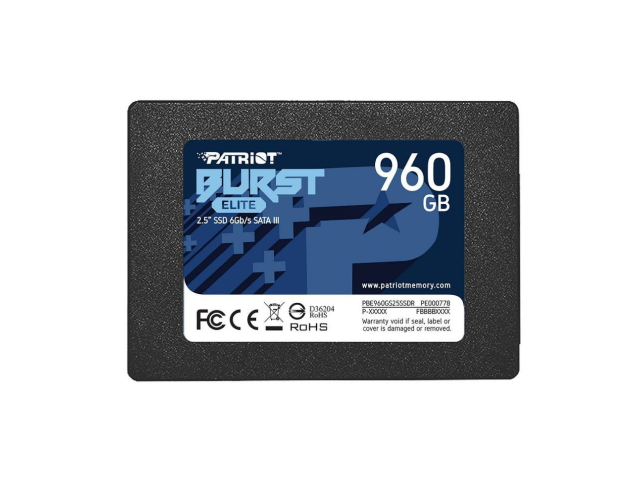 PATRIOT™
BURST
ELITE
2.5" SSD 6Gb/s SATA III
960
GB
www.patriotmemory.com
PBE960GS25SSDR PE000778
P-XXXXX FBBBBXXXX
Warranty void if seal, label or
cover is damaged or removed.
FC CE
D36204
RoHS
RoHS